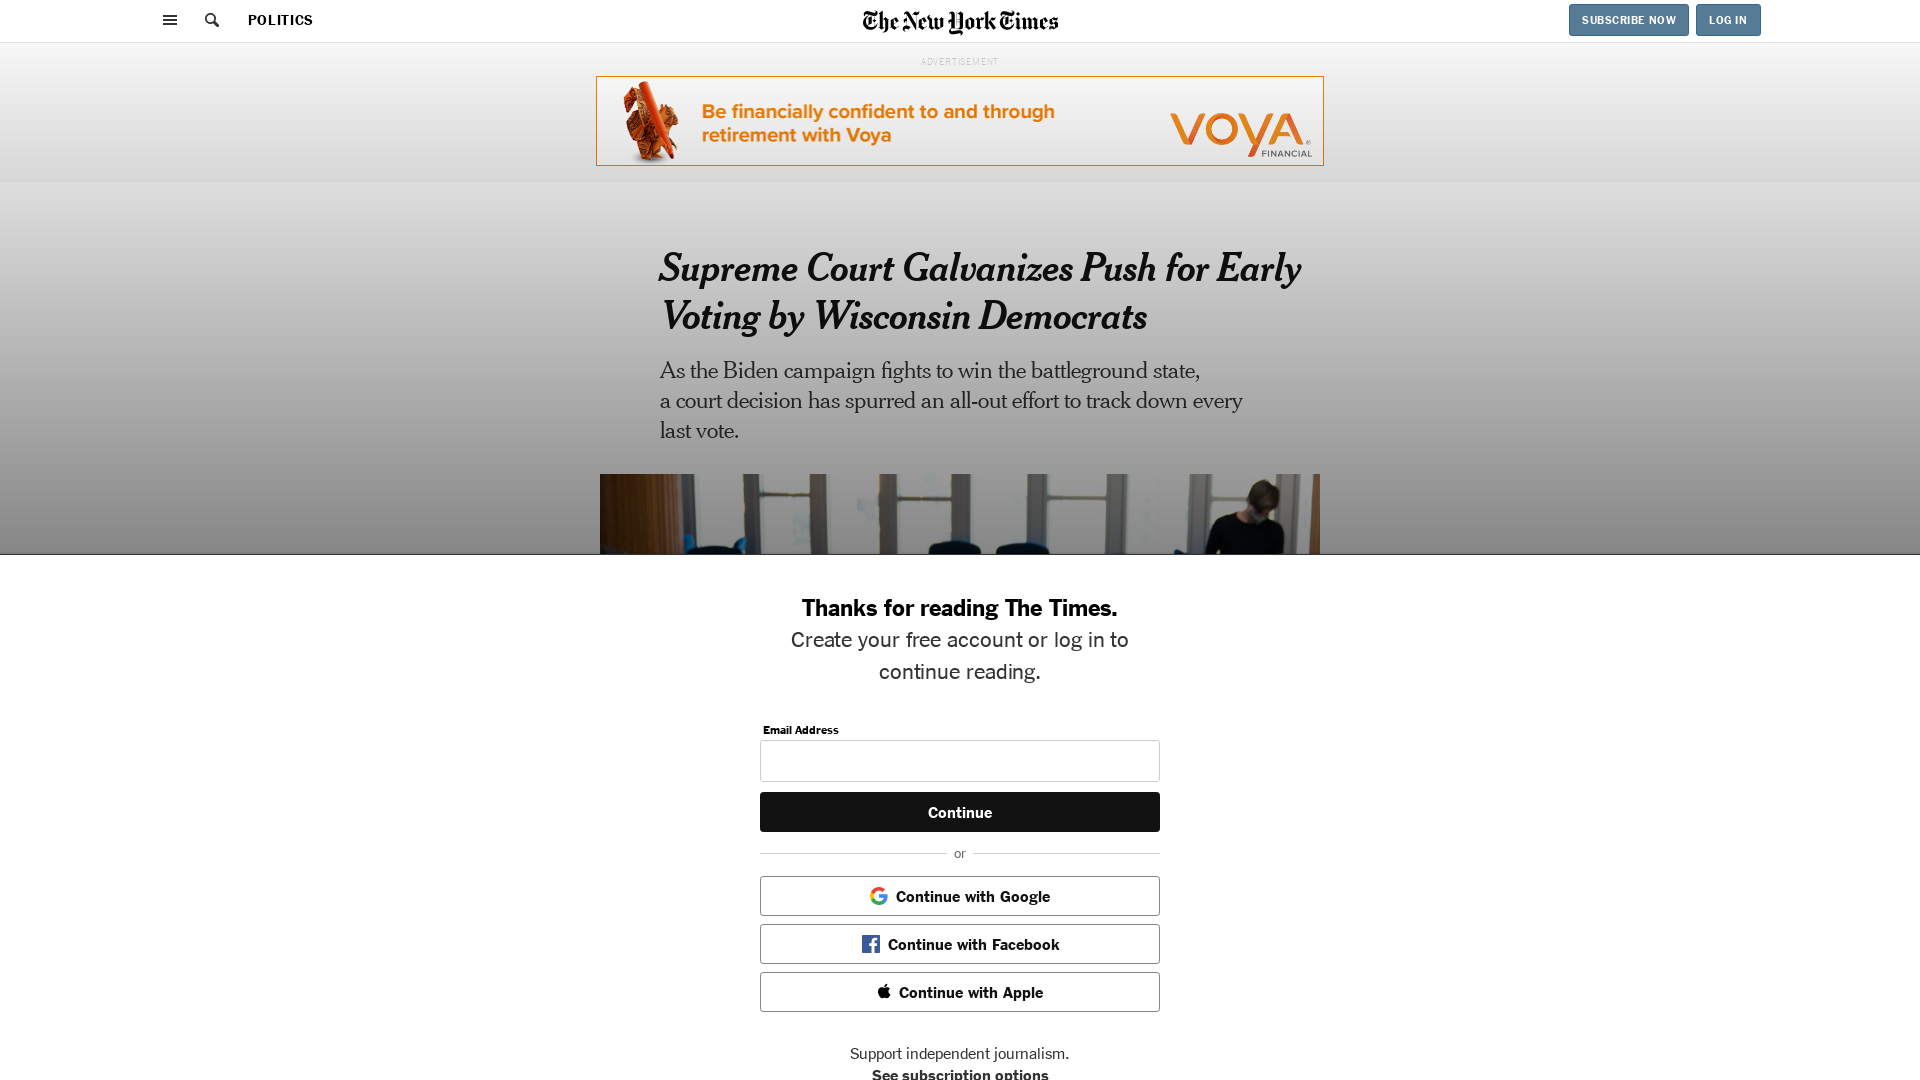 POLITICS
The New York Times
SUBSCRIBE NOW
LOG IN
ADVERTISEMENT
Be financially confident to and through
retirement with Voya
VOYA®
FINANCIAL
Supreme Court Galvanizes Push for Early
Voting by Wisconsin Democrats
As the Biden campaign fights to win the battleground state,
a court decision has spurred an all-out effort to track down every
last vote.
Thanks for reading The Times.
Create your free account or log in to
continue reading.
Email Address
Continue
or
Continue with Google
Continue with Facebook
Continue with Apple
Support independent journalism.
See subscription options